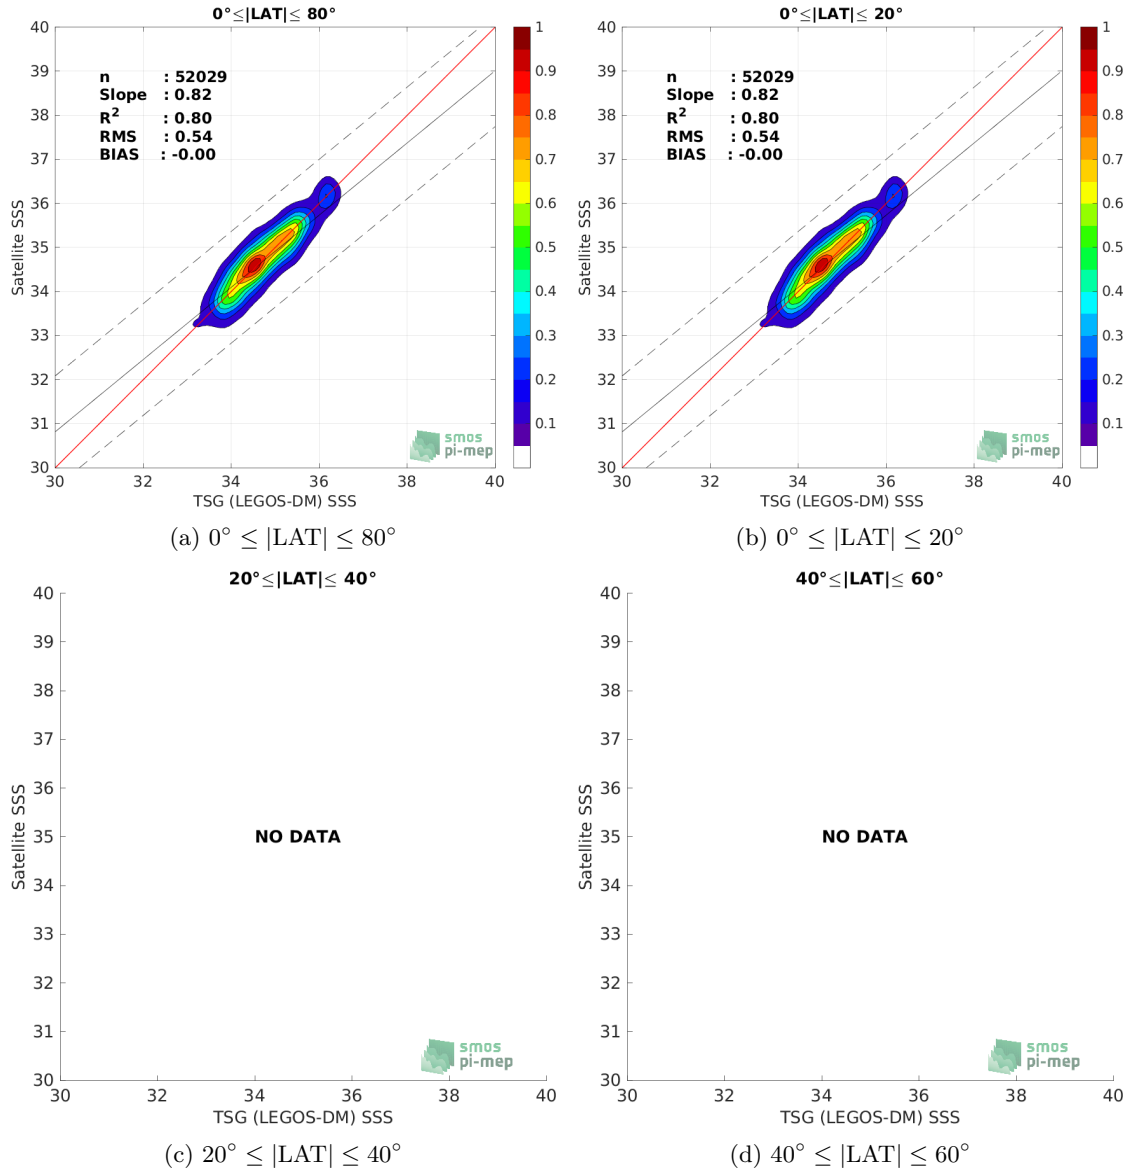 0°≤|LAT|≤ 80°
40
39
38
37
36
35
34
33
32
31
30
Satellite SSS
n : 52029
Slope : 0.82
R² : 0.80
RMS : 0.54
BIAS : -0.00
1
0.9
0.8
0.7
0.6
0.5
0.4
0.3
0.2
0.1
smos
pi-mep
30 32 34 36 38 40
TSG (LEGOS-DM) SSS
(a) 0° ≤ |LAT| ≤ 80°
0°≤|LAT|≤ 20°
40
39
38
37
36
35
34
33
32
31
30
Satellite SSS
n : 52029
Slope : 0.82
R² : 0.80
RMS : 0.54
BIAS : -0.00
1
0.9
0.8
0.7
0.6
0.5
0.4
0.3
0.2
0.1
smos
pi-mep
30 32 34 36 38 40
TSG (LEGOS-DM) SSS
(b) 0° ≤ |LAT| ≤ 20°
20°≤|LAT|≤ 40°
40
39
38
37
36
35
34
33
32
31
30
Satellite SSS
NO DATA
smos
pi-mep
30 32 34 36 38 40
TSG (LEGOS-DM) SSS
(c) 20° ≤ |LAT| ≤ 40°
40°≤|LAT|≤ 60°
40
39
38
37
36
35
34
33
32
31
30
Satellite SSS
NO DATA
smos
pi-mep
30 32 34 36 38 40
TSG (LEGOS-DM) SSS
(d) 40° ≤ |LAT| ≤ 60°